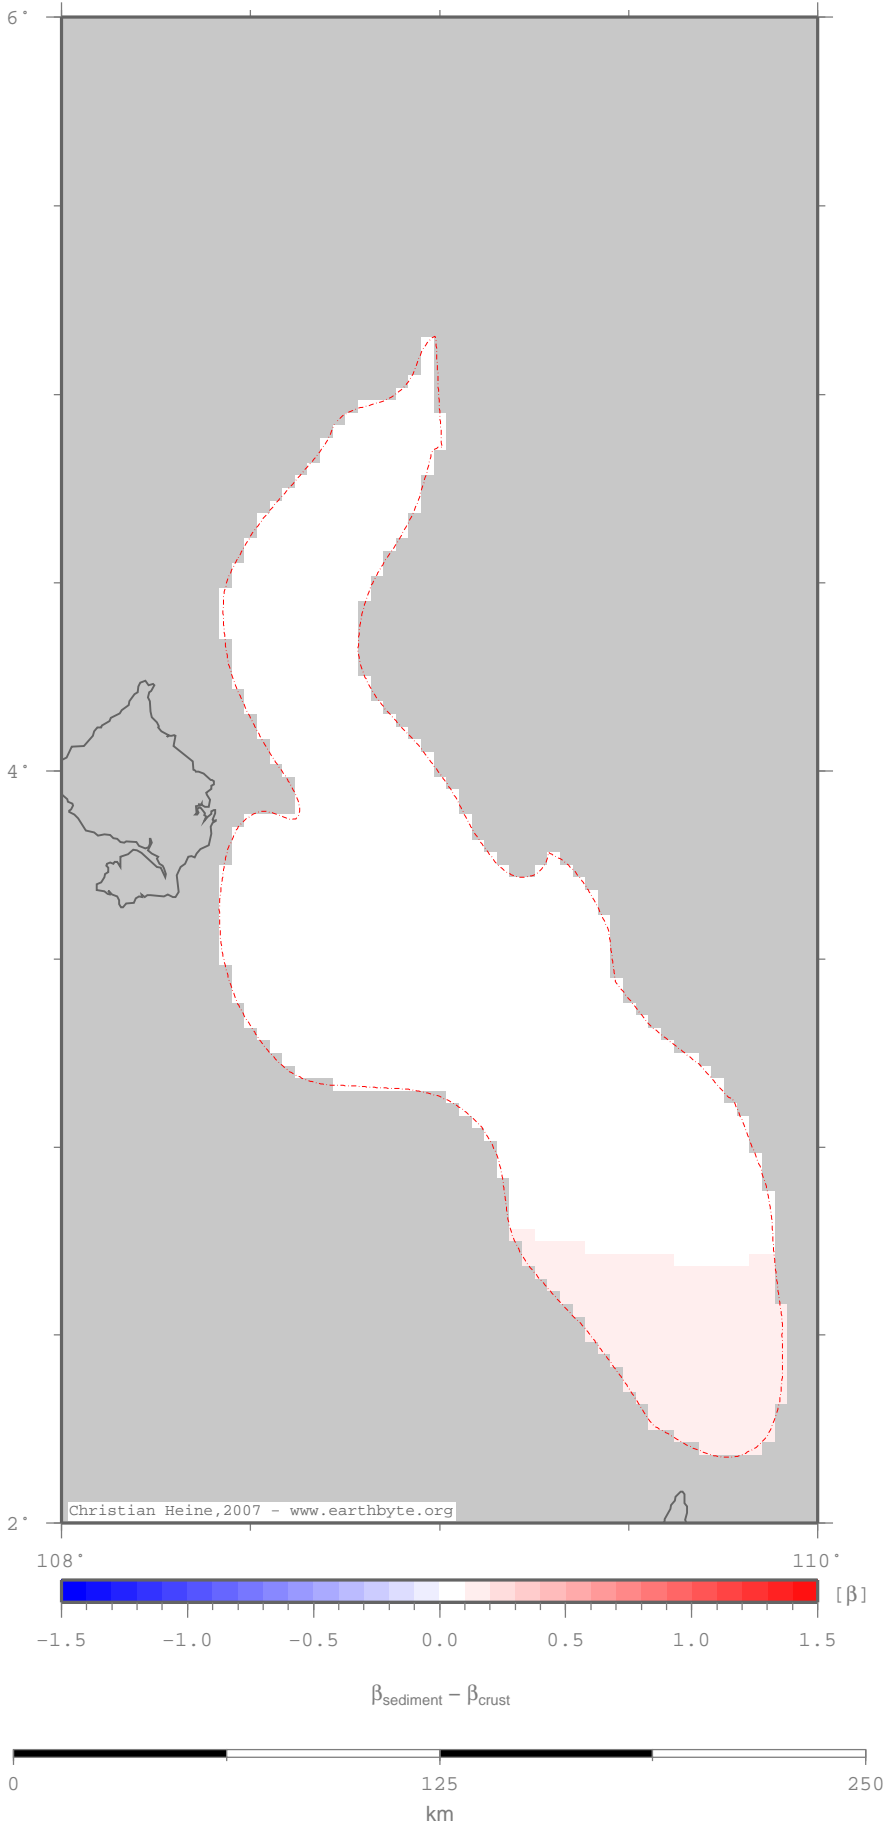 6°
4°
Christian Heine,2007 - www.earthbyte.org
2°
108° 110°
[β]
-1.5 -1.0 -0.5 0.0 0.5 1.0 1.5
βsediment – βcrust
0 125 250
km